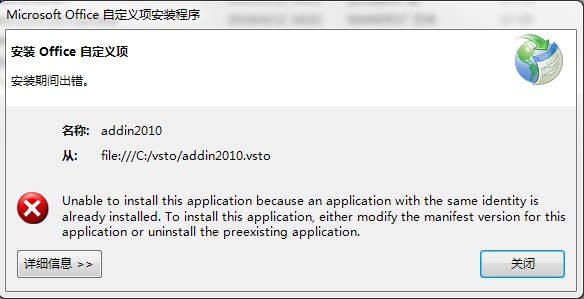 Microsoft Office 自定义项安装程序
安装 Office 自定义项
安装期间出错。
名称: addin2010
从: file:///C:/vsto/addin2010.vsto
Unable to install this application because an application with the same identity is
already installed. To install this application, either modify the manifest version for this
application or uninstall the preexisting application.
详细信息 >>
关闭